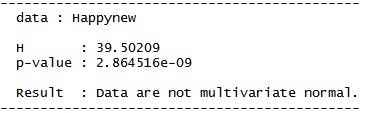 data : Happynew
H : 39.50209
p-value : 2.864516e-09
Result : Data are not multivariate normal.